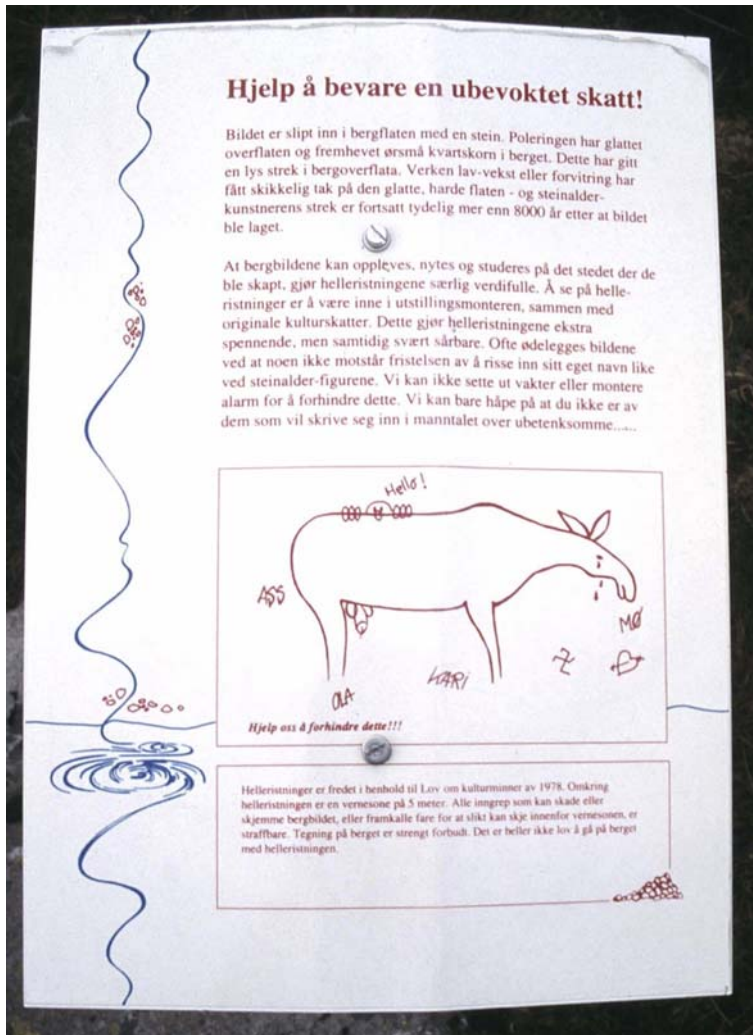 Hjelp å bevare en ubevoktet skatt!
Bildet er slipt inn i bergflaten med en stein. Poleringen har glattet
overflaten og fremhevet ørsmå kvartskorn i berget. Dette har gitt
en lys strek i bergoverflata. Verken lav-vekst eller forvitring har
fått skikkelig tak på den glatte, harde flaten - og steinalder-
kunstnerens strek er fortsatt tydelig mer enn 8000 år etter at bildet
ble laget.
At bergbildene kan oppleves, nytes og studeres på det stedet der de
ble skapt, gjør helleristningene særlig verdifulle. Å se på helle-
ristninger er å være inne i utstillingsmonteren, sammen med
originale kulturskatter. Dette gjør helleristningene ekstra
spennende, men samtidig svært sårbare. Ofte ødelegges bildene
ved at noen ikke motstår fristelsen av å risse inn sitt eget navn like
ved steinalder-figurene. Vi kan ikke sette ut vakter eller montere
alarm for å forhindre dette. Vi kan bare håpe på at du ikke er av
dem som vil skrive seg inn i manntalet over ubetenksomme......
Hello!
ASS
MØ
KARI
OLA
Hjelp oss å forhindre dette!!!
Helleristninger er fredet i henhold til Lov om kulturminner av 1978. Omkring
helleristningen er en vernesone på 5 meter. Alle inngrep som kan skade eller
skjemme bergbildet, eller framkalle fare for at slikt kan skje innenfor vernesonen, er
straffbare. Tegning på berget er strengt forbudt. Det er heller ikke lov å gå på berget
med helleristningen.